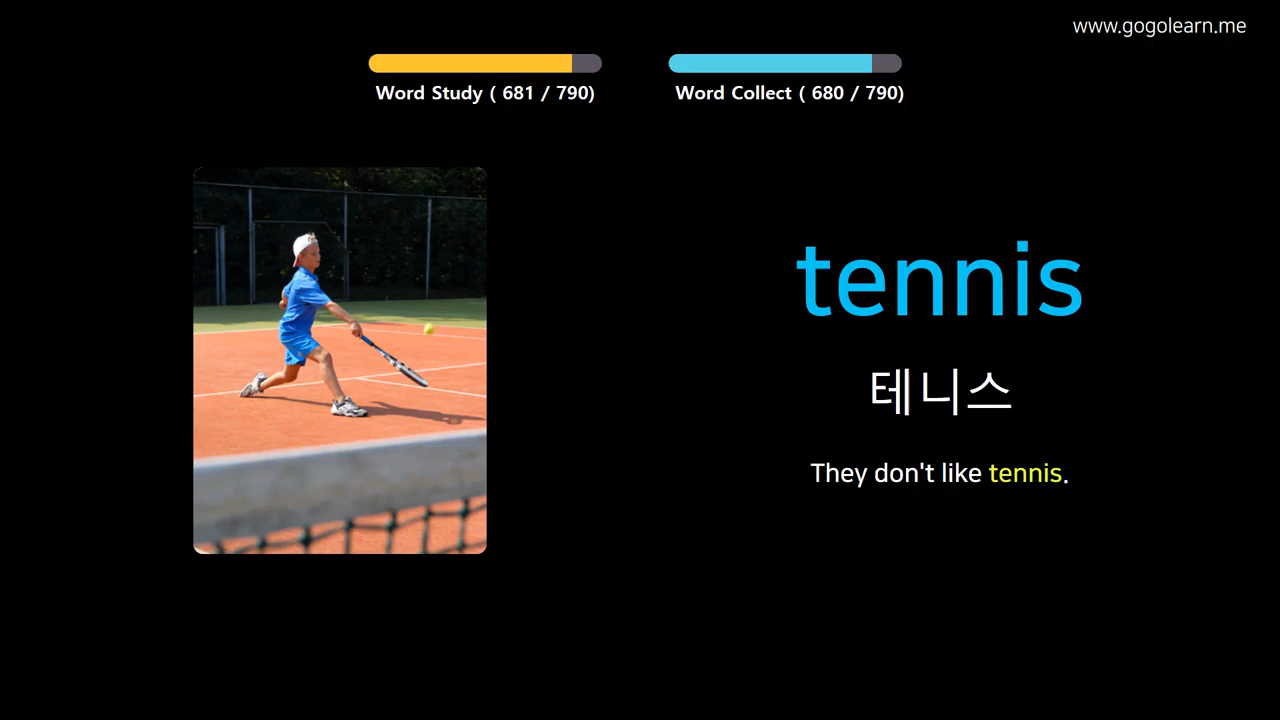 www.gogolearn.me
Word Study ( 681 / 790)
Word Collect ( 680 / 790)
tennis
테니스
They don't like tennis.